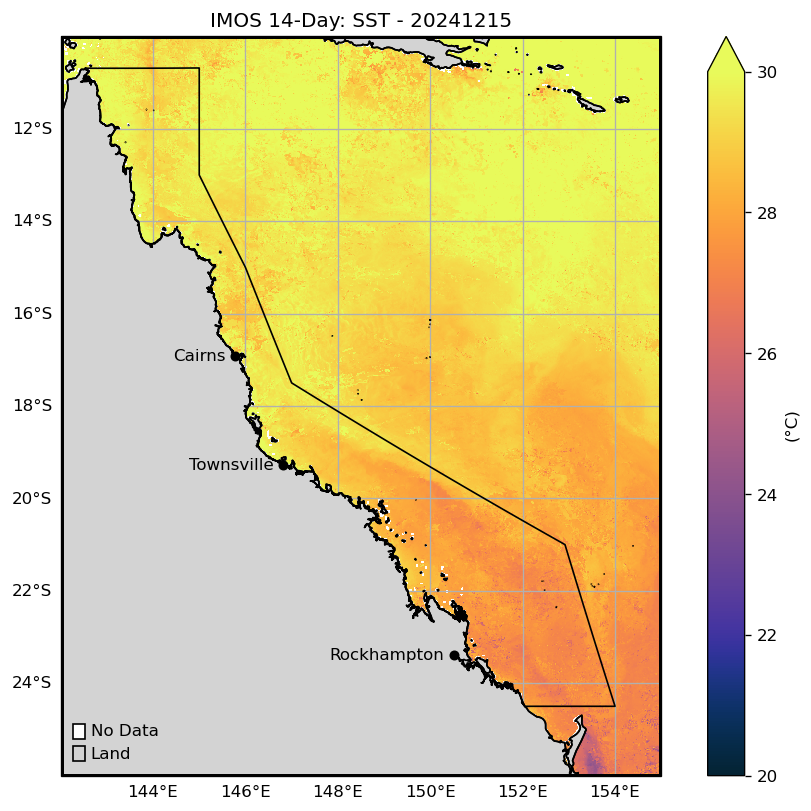 IMOS 14-Day: SST - 20241215
12°S
14°S
16°S
18°S
20°S
22°S
24°S
Cairns
Townsville
Rockhampton
No Data
Land
144°E
146°E
148°E
150°E
152°E
154°E
30
28
26
24
22
20
(°C)